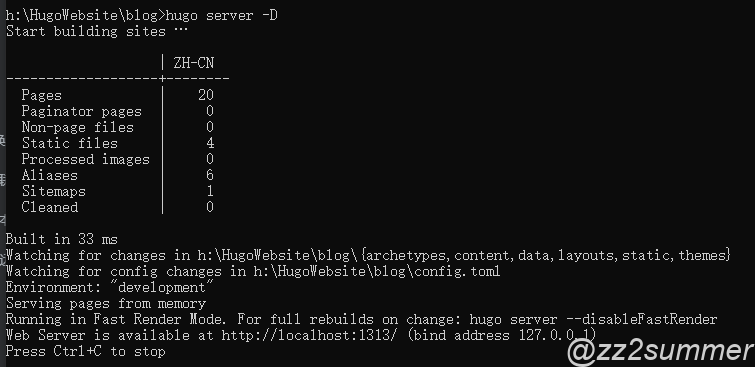 h:\HugoWebsite\blog>hugo server -D
Start building sites …
| ZH-CN
-------------------+--------
Pages | 20
Paginator pages | 0
Non-page files | 0
Static files | 4
Processed images | 0
Aliases | 6
Sitemaps | 1
Cleaned | 0
Built in 33 ms
Watching for changes in h:\HugoWebsite\blog\{archetypes,content,data,layouts,static,themes}
Watching for config changes in h:\HugoWebsite\blog\config.toml
Environment: "development"
Serving pages from memory
Running in Fast Render Mode. For full rebuilds on change: hugo server --disableFastRender
Web Server is available at http://localhost:1313/ (bind address 127.0.0.1)
Press Ctrl+C to stop
@zz2summer